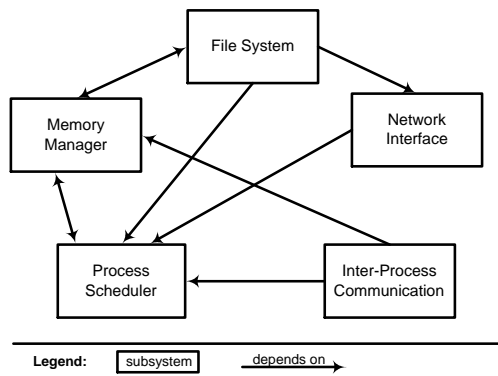 File System
Memory
Manager
Network
Interface
Process
Scheduler
Inter-Process
Communication
Legend: subsystem depends on